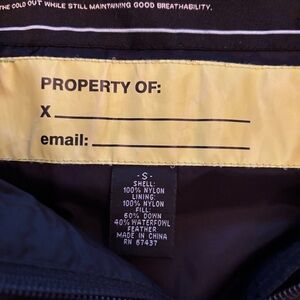 THE COLD OUT WHILE STILL MAINTAINING GOOD BREATHABILITY.
PROPERTY OF:
X
email:
-S-
SHELL:
100% NYLON
LINING:
100% NYLON
FILL:
60% DOWN
40% WATERFOWL
FEATHER
MADE IN CHINA
RN 67437